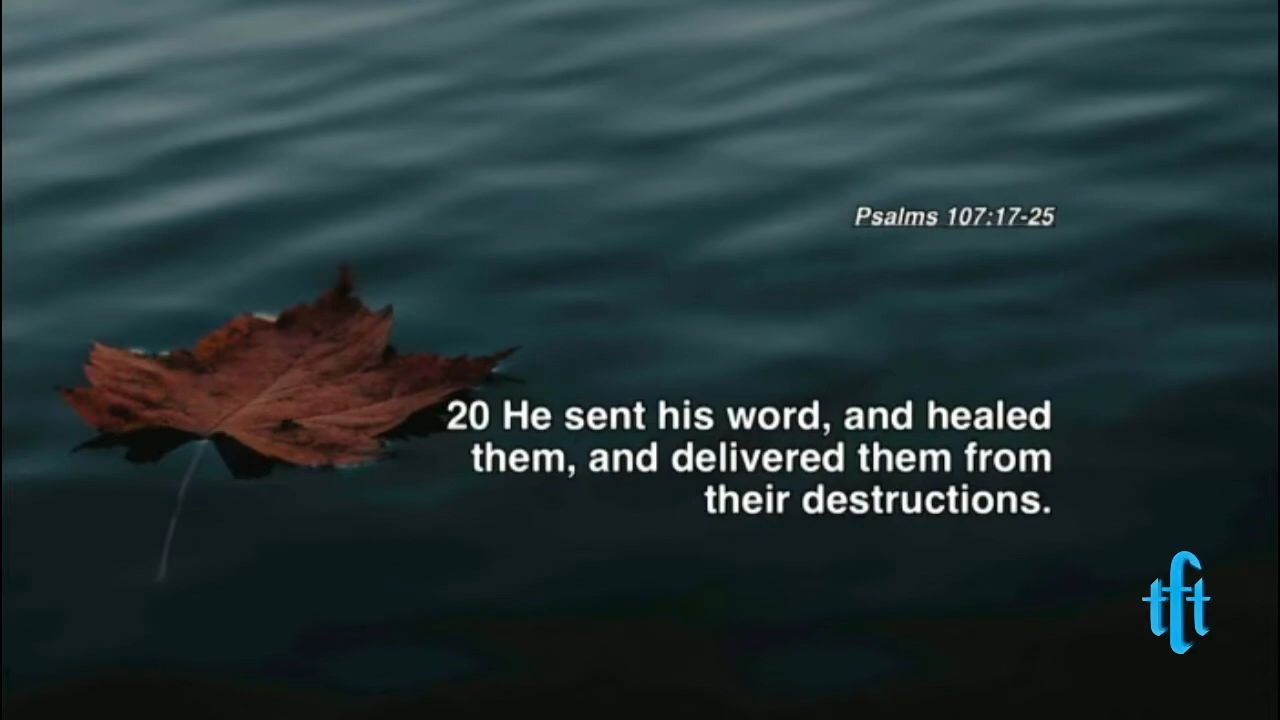 Psalms 107:17-25
20 He sent his word, and healed
them, and delivered them from
their destructions.
tft